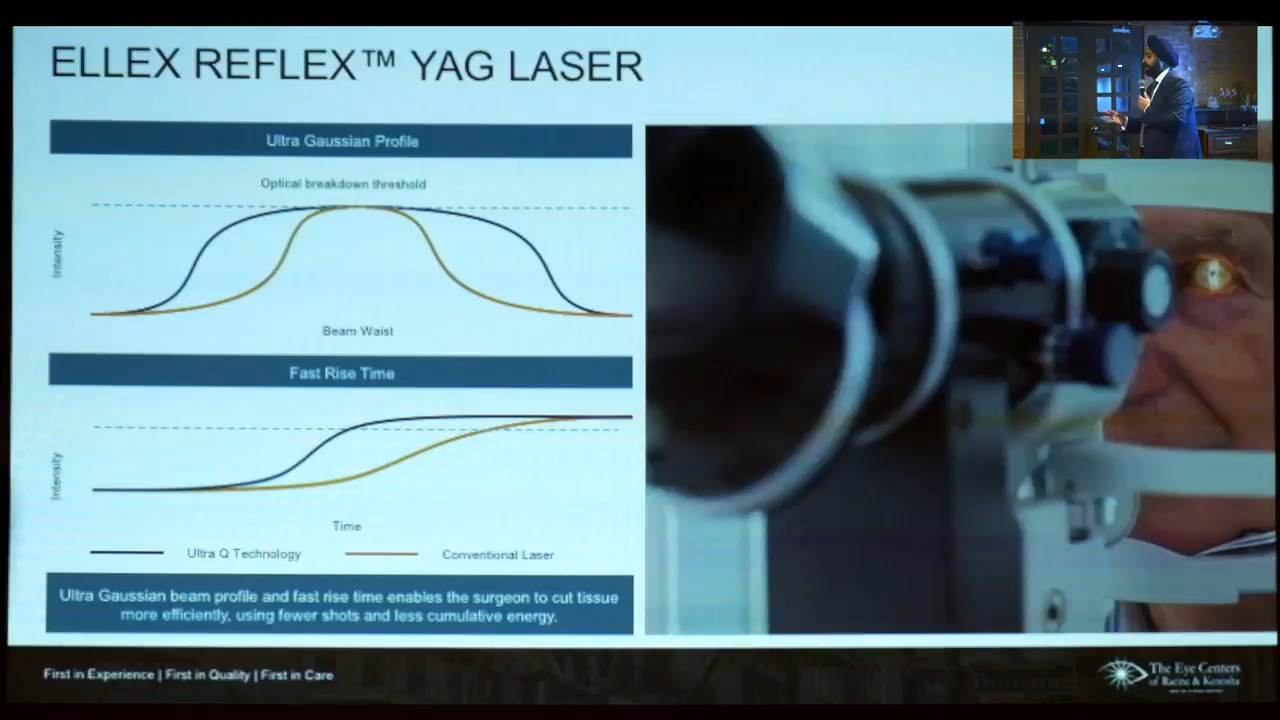 ELLEX REFLEX™ YAG LASER
Ultra Gaussian Profile
Optical breakdown threshold
Intensity
Beam Waist
Fast Rise Time
Intensity
Time
Ultra Q Technology
Conventional Laser
Ultra Gaussian beam profile and fast rise time enables the surgeon to cut tissue
more efficiently, using fewer shots and less cumulative energy.
First in Experience | First in Quality | First in Care
The Eye Centers
of Racine & Kenosha